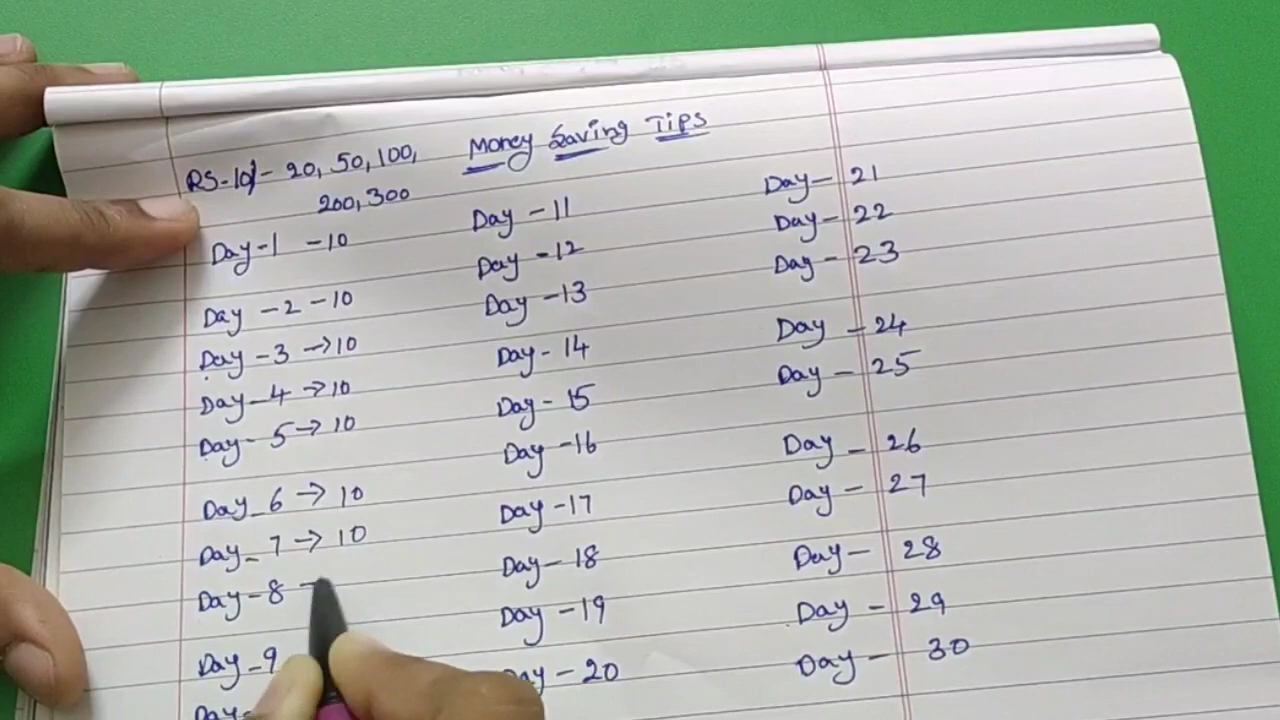 Money Saving Tips
RS-10/- 20, 50, 100,
200, 300
Day-1 - 10
Day - 2 - 10
Day - 3 → 10
Day - 4 → 10
Day - 5 → 10
Day - 6 → 10
Day - 7 → 10
Day - 8 -
Day - 9
Day - 11
Day - 12
Day - 13
Day - 14
Day - 15
Day - 16
Day - 17
Day - 18
Day - 19
Day - 20
Day - 21
Day - 22
Day - 23
Day - 24
Day - 25
Day - 26
Day - 27
Day - 28
Day - 29
Day - 30